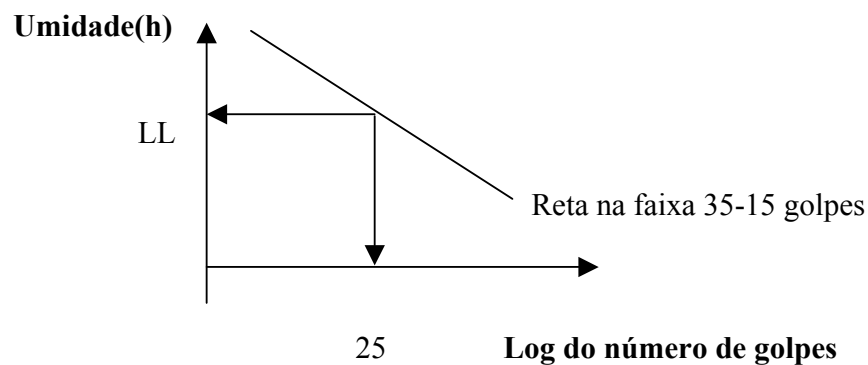 Umidade(h)
LL
Reta na faixa 35-15 golpes
25
Log do número de golpes